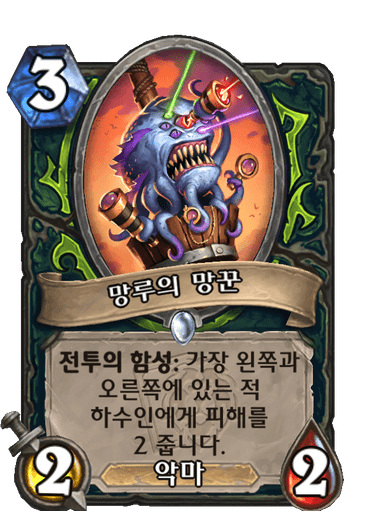 3
망루의 망꾼
전투의 함성: 가장 왼쪽과
오른쪽에 있는 적
하수인에게 피해를
2 줍니다.
2
악마
2